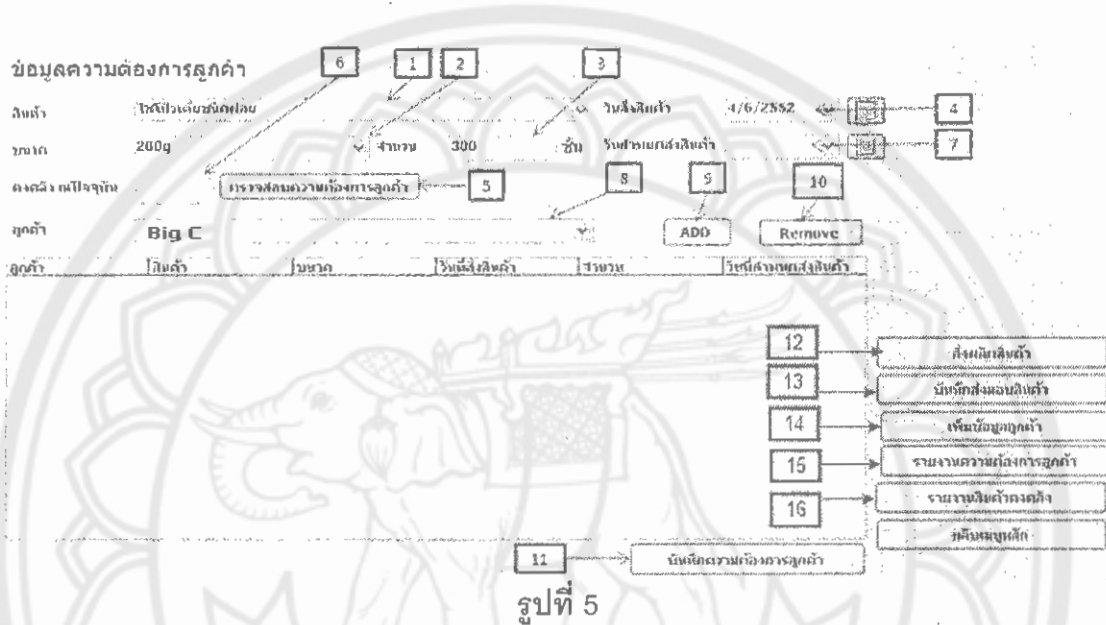 ข้อมูลความต้องการลูกค้า
6 1 2 3
สินค้า วันสั่งสินค้า 4/6/2552 4
ขนาด 200g จำนวน 300 ชิ้น วันกำหนดส่งสินค้า 7
คงคลัง ณ ปัจจุบัน ตรวจสอบความต้องการลูกค้า 5 8 9 10
ลูกค้า Big C ADD Remove
ลูกค้า สินค้า ขนาด วันที่สั่งสินค้า จำนวน วันที่กำหนดส่งสินค้า
12 สั่งผลิตสินค้า
13 บันทึกส่งมอบสินค้า
14 เพิ่มข้อมูลลูกค้า
15 รายงานความต้องการลูกค้า
16 รายงานสินค้าคงคลัง
กลับเมนูหลัก
11 บันทึกความต้องการลูกค้า
รูปที่ 5